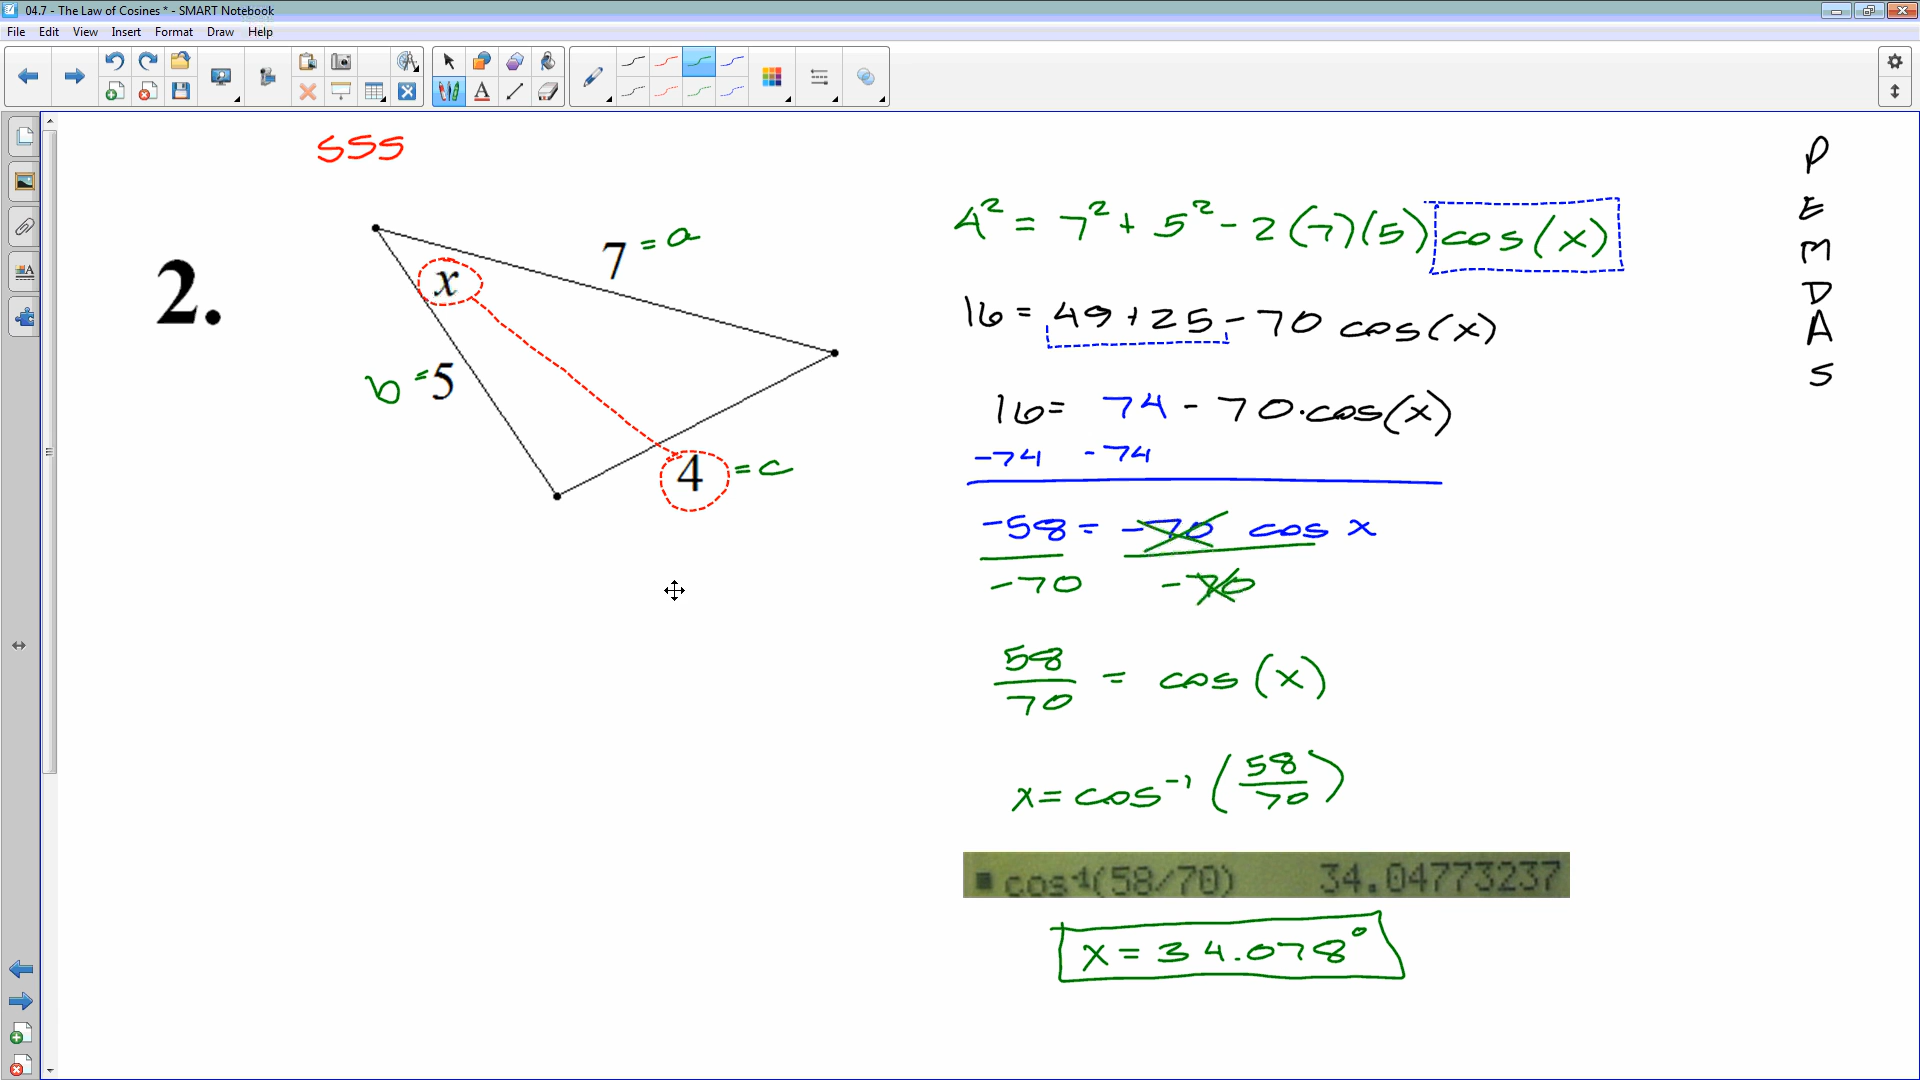 04.7 - The Law of Cosines * - SMART Notebook
File Edit View Insert Format Draw Help
SSS
2.
x
7 = a
b = 5
4 = c
4² = 7² + 5² - 2(7)(5) cos(x)
16 = 49 + 25 - 70 cos(x)
16 = 74 - 70·cos(x)
-74 -74
-58 = -70 cos x
-70 -70
58/70 = cos(x)
x = cos⁻¹(58/70)
cos⁻¹(58/70) 34.04773237
x = 34.078°
P
E
M
D
A
S